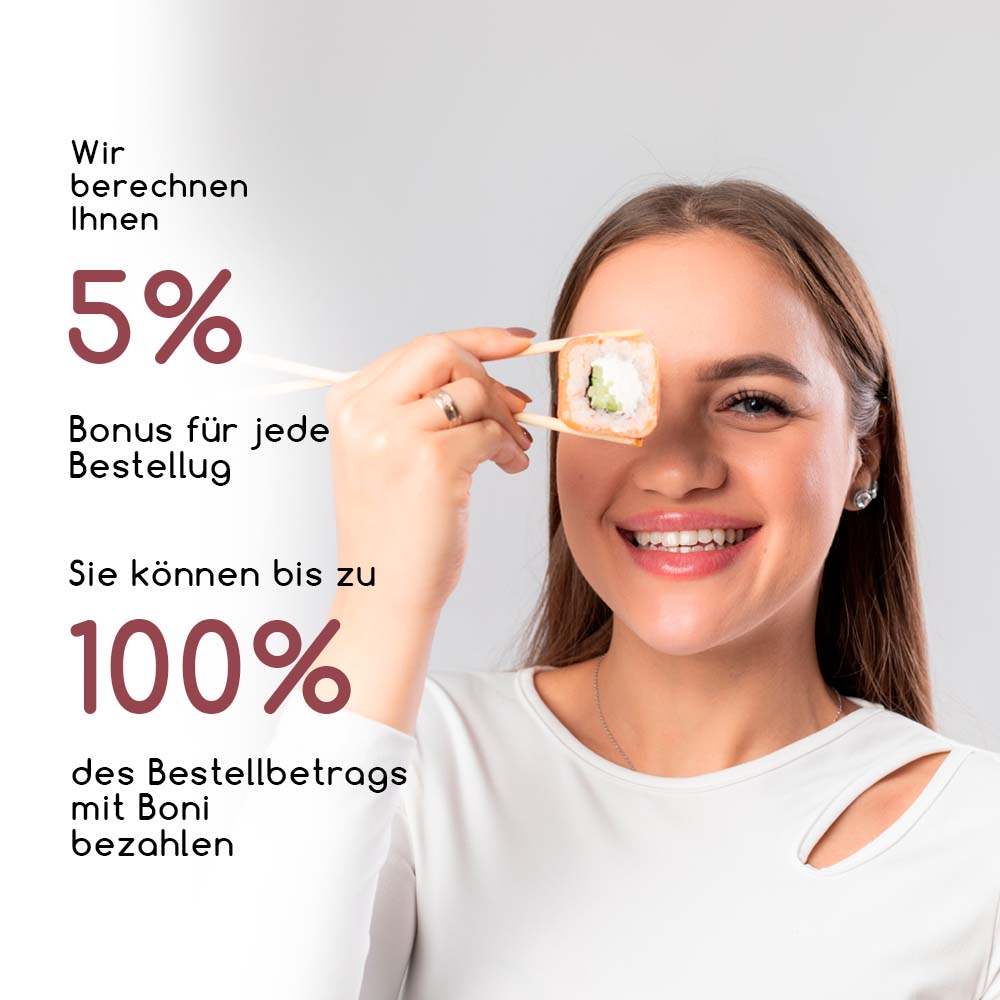 Wir
berechnen
Ihnen
5%
Bonus für jede
Bestellug
Sie können bis zu
100%
des Bestellbetrags
mit Boni
bezahlen